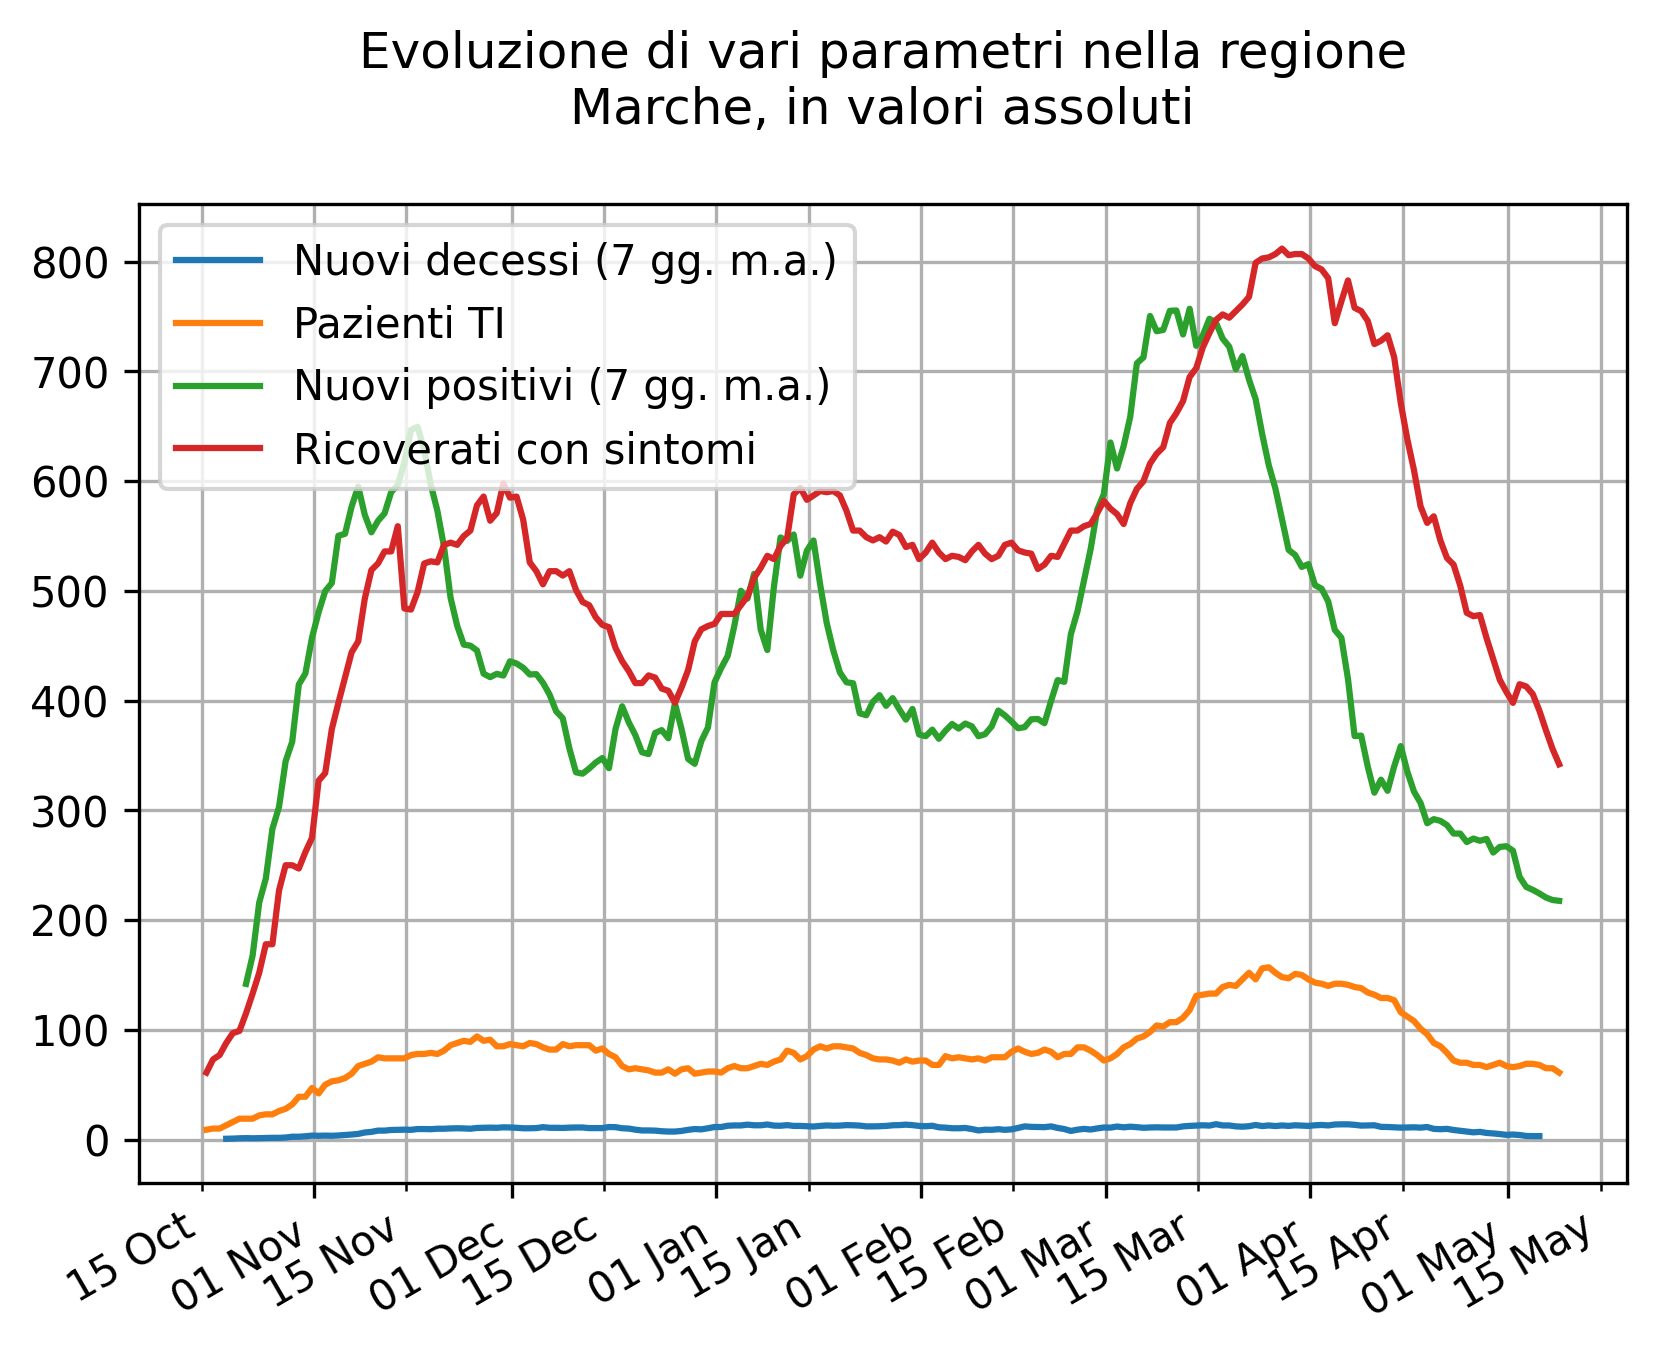 Evoluzione di vari parametri nella regione
Marche, in valori assoluti
Nuovi decessi (7 gg. m.a.)
Pazienti TI
Nuovi positivi (7 gg. m.a.)
Ricoverati con sintomi
800
700
600
500
400
300
200
100
0
15 Oct
01 Nov
15 Nov
01 Dec
15 Dec
01 Jan
15 Jan
01 Feb
15 Feb
01 Mar
15 Mar
01 Apr
15 Apr
01 May
15 May